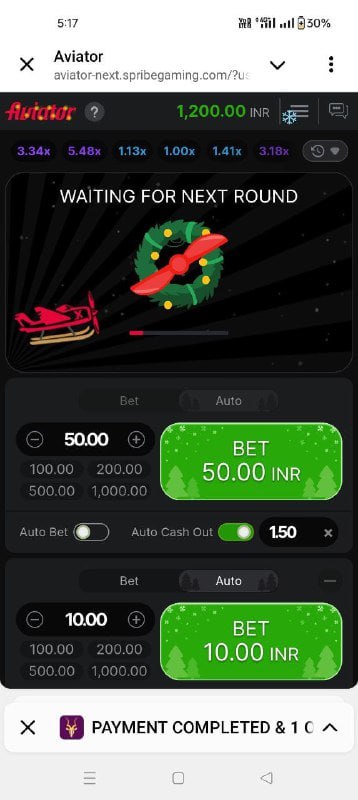 5:17
30%
Aviator
aviator-next.spribegaming.com/?us
Aviator ? 1,200.00 INR
3.34x 5.48x 1.13x 1.00x 1.41x 3.18x
WAITING FOR NEXT ROUND
Bet Auto
50.00
100.00 200.00
500.00 1,000.00
BET
50.00 INR
Auto Bet Auto Cash Out 1.50 ×
Bet Auto
10.00
100.00 200.00
500.00 1,000.00
BET
10.00 INR
PAYMENT COMPLETED & 1